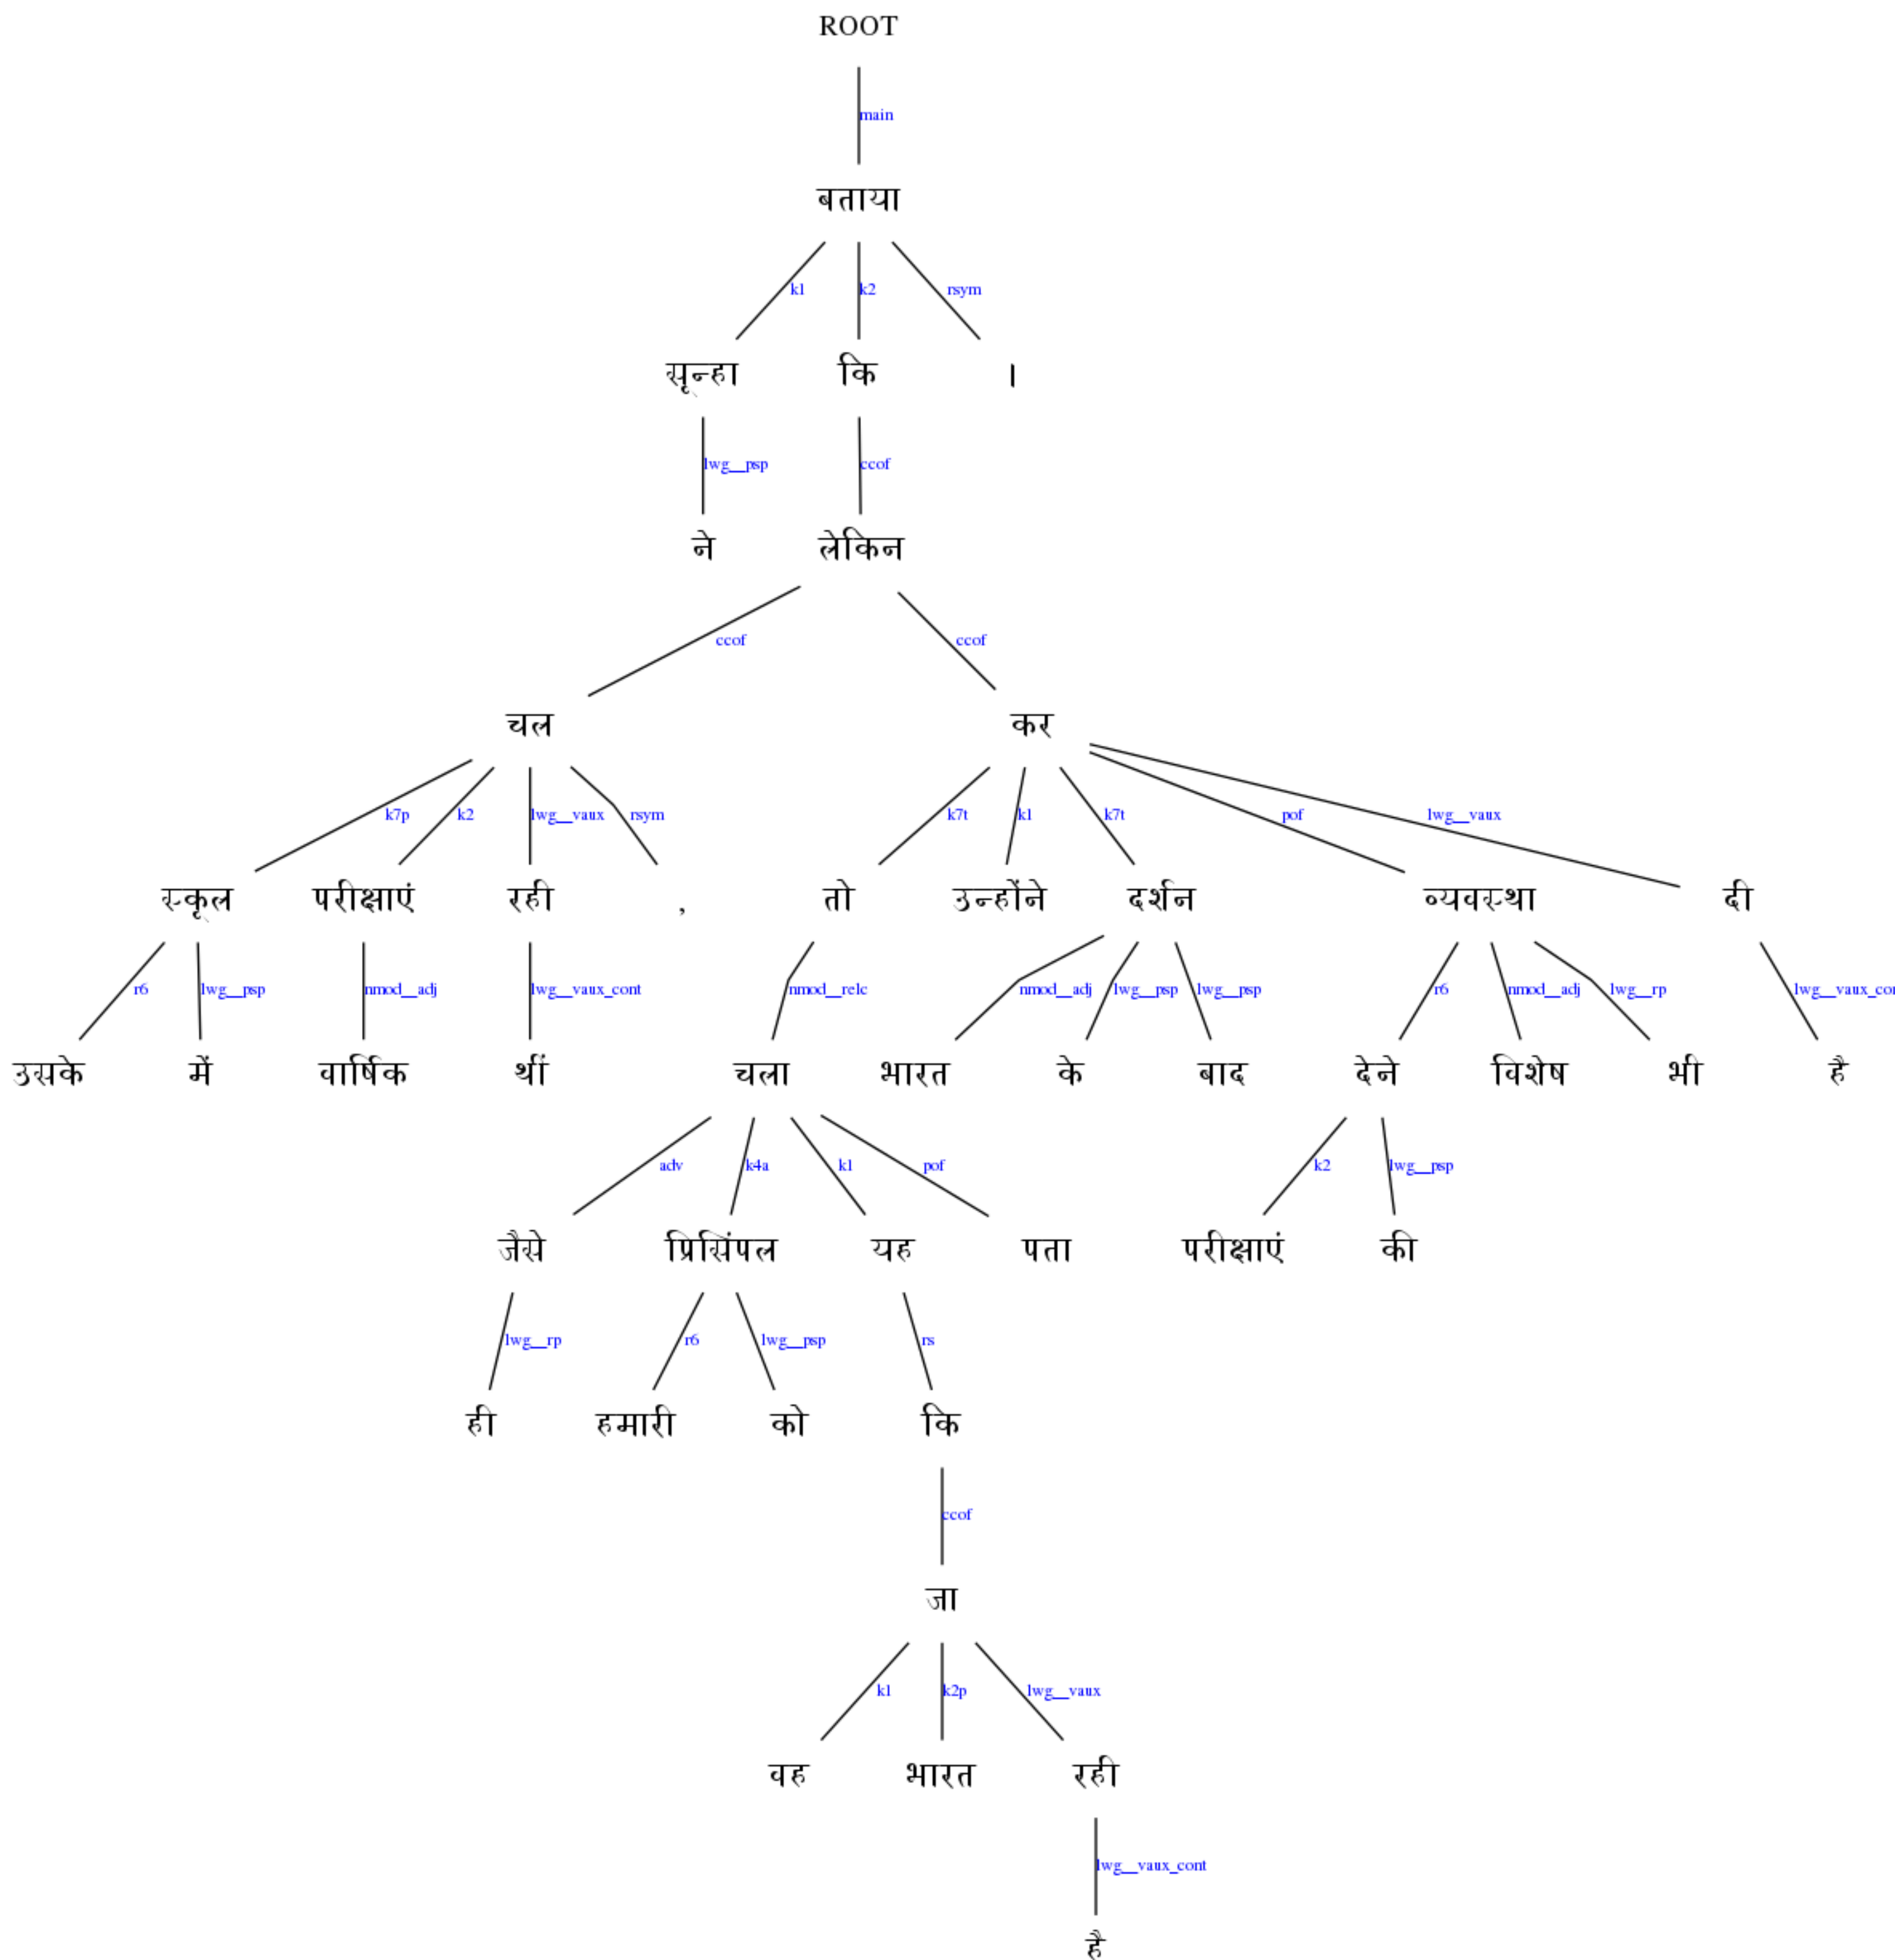 ROOT
main
बताया
k1 k2 rsym
सून्हा कि ।
lwg__psp ccof
ने लेकिन
ccof ccof
चल कर
k7p k2 lwg__vaux rsym k7t k1 k7t pof lwg__vaux
स्कूल परीक्षाएं रही , तो उन्होंने दर्शन व्यवस्था दी
r6 lwg__psp nmod__adj lwg__vaux_cont nmod__relc nmod__adj lwg__psp lwg__psp r6 nmod__adj lwg__rp lwg__vaux_con
उसके में वार्षिक थीं चला भारत के बाद देने विशेष भी है
adv k4a k1 pof k2 lwg__psp
जैसे प्रिसिंपल यह पता परीक्षाएं की
lwg__rp r6 lwg__psp rs
ही हमारी को कि
ccof
जा
k1 k2p lwg__vaux
वह भारत रही
lwg__vaux_cont
है